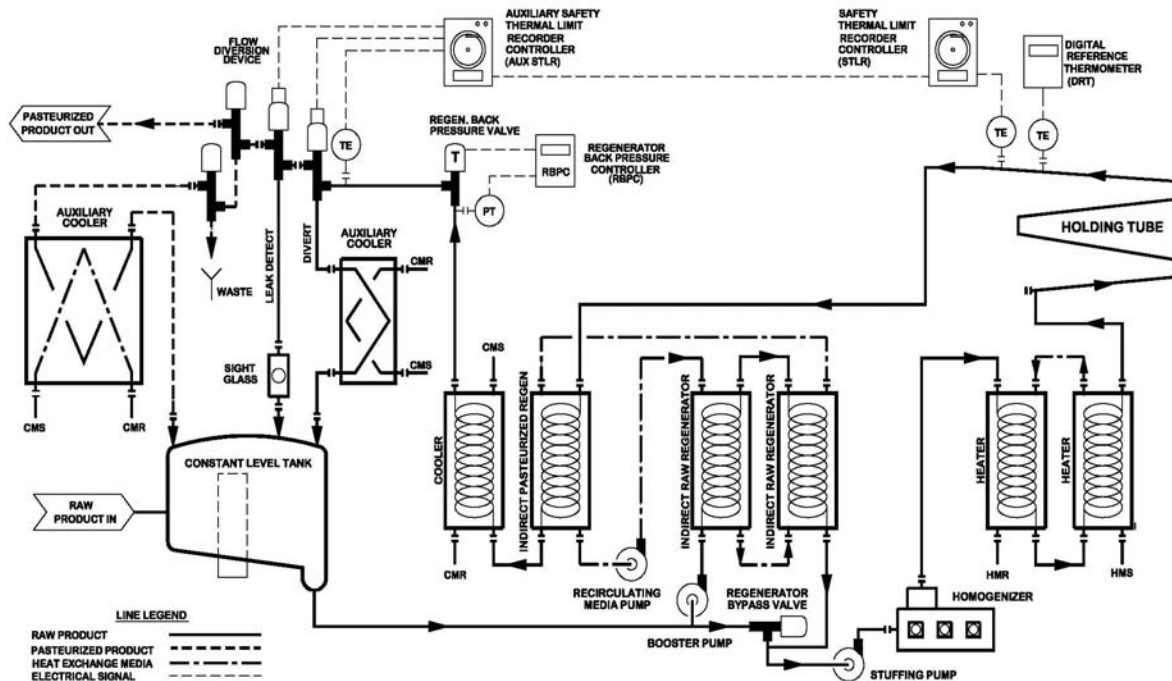 AUXILIARY SAFETY
THERMAL LIMIT
RECORDER
CONTROLLER
(AUX STLR)
SAFETY
THERMAL LIMIT
RECORDER
CONTROLLER
(STLR)
DIGITAL
REFERENCE
THERMOMETER
(DRT)
FLOW
DIVERSION
DEVICE
PASTEURIZED
PRODUCT OUT
TE
TE
TE
REGEN. BACK
PRESSURE VALVE
T
RBPC
REGENERATOR
BACK PRESSURE
CONTROLLER
(RBPC)
PT
AUXILIARY
COOLER
WASTE
LEAK DETECT
DIVERT
AUXILIARY
COOLER
CMR
CMS
HOLDING TUBE
SIGHT
GLASS
CMS
CMS
CMR
CONSTANT LEVEL TANK
RAW
PRODUCT IN
COOLER
INDIRECT PASTEURIZED REGEN
INDIRECT RAW REGENERATOR
INDIRECT RAW REGENERATOR
HEATER
HEATER
CMR
HMR
HMS
RECIRCULATING
MEDIA PUMP
REGENERATOR
BYPASS VALVE
HOMOGENIZER
BOOSTER PUMP
STUFFING PUMP
LINE LEGEND
RAW PRODUCT
PASTEURIZED PRODUCT
HEAT EXCHANGE MEDIA
ELECTRICAL SIGNAL